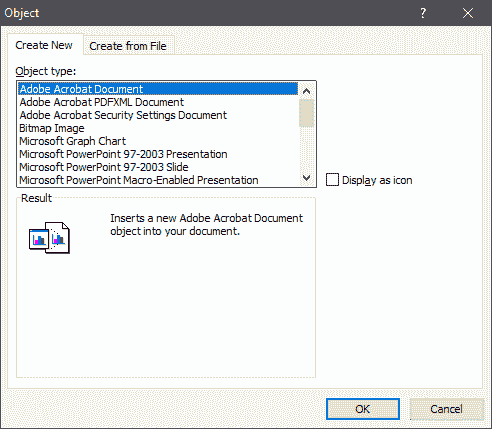 Object
?
Create New
Create from File
Object type:
Adobe Acrobat Document
Adobe Acrobat PDFXML Document
Adobe Acrobat Security Settings Document
Bitmap Image
Microsoft Graph Chart
Microsoft PowerPoint 97-2003 Presentation
Microsoft PowerPoint 97-2003 Slide
Microsoft PowerPoint Macro-Enabled Presentation
Display as icon
Result
Inserts a new Adobe Acrobat Document
object into your document.
OK
Cancel